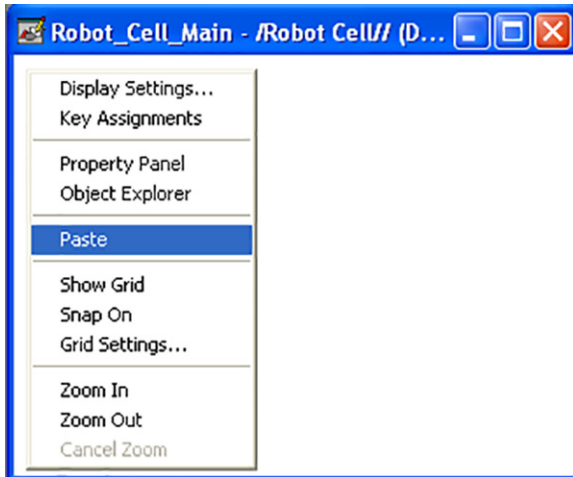 Robot_Cell_Main - /Robot Cell// (D...
Display Settings...
Key Assignments
Property Panel
Object Explorer
Paste
Show Grid
Snap On
Grid Settings...
Zoom In
Zoom Out
Cancel Zoom